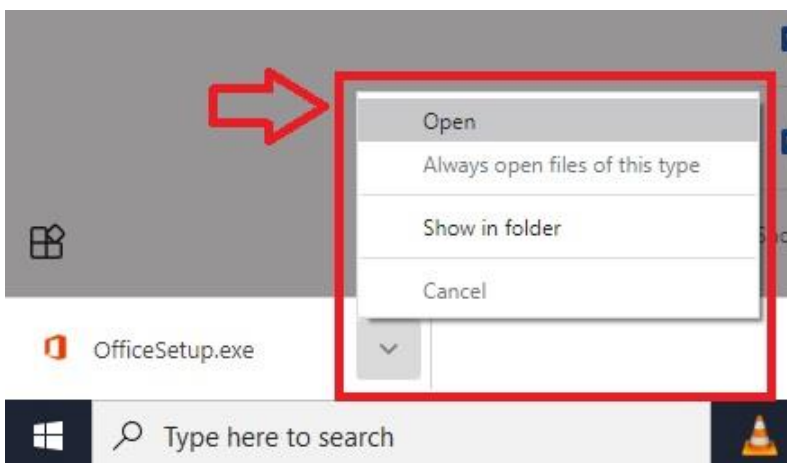 Open
Always open files of this type
Show in folder
Cancel
OfficeSetup.exe
Type here to search